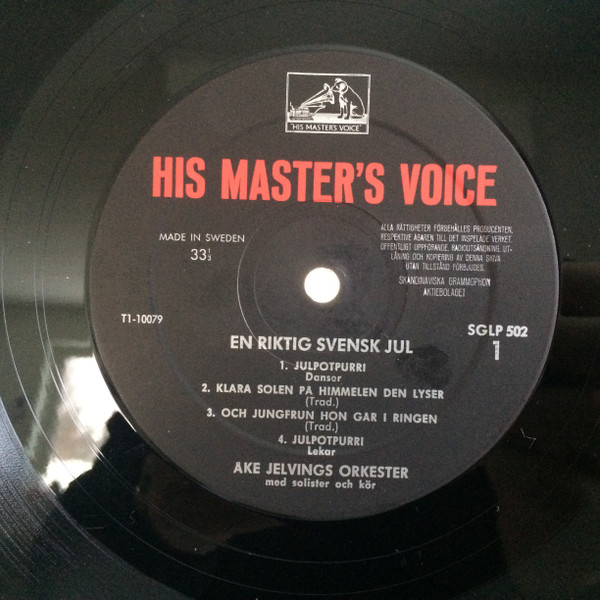 "HIS MASTER'S VOICE"
HIS MASTER'S VOICE
MADE IN SWEDEN
33⅓
ALLA RÄTTIGHETER FÖRBEHÅLLES PRODUCENTEN,
RESPEKTIVE ÄGAREN TILL DET INSPELADE VERKET.
OFFENTLIGT UPPFÖRANDE, RADIOUTSÄNDNING, UT-
LÅNING OCH KOPIERING AV DENNA SKIVA
UTAN TILLSTÅND FÖRBJUDES.
SKANDINAVISKA GRAMMOPHON
AKTIEBOLAGET
T1-10079
SGLP 502
1
EN RIKTIG SVENSK JUL
1. JULPOTPURRI
Danser
2. KLARA SOLEN PA HIMMELEN DEN LYSER
(Trad.)
3. OCH JUNGFRUN HON GAR I RINGEN
(Trad.)
4. JULPOTPURRI
Lekar
AKE JELVINGS ORKESTER
med solister och kör